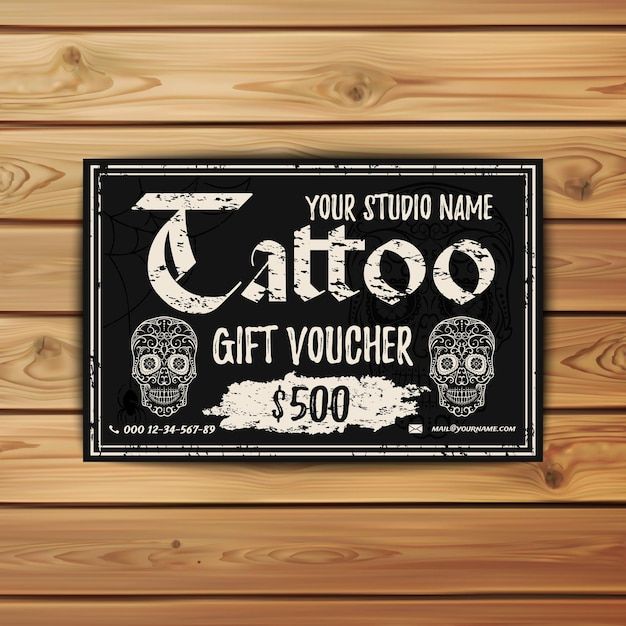 YOUR STUDIO NAME
Tattoo
GIFT VOUCHER
$500
000 12-34-567-89
MAIL@YOURNAME.COM